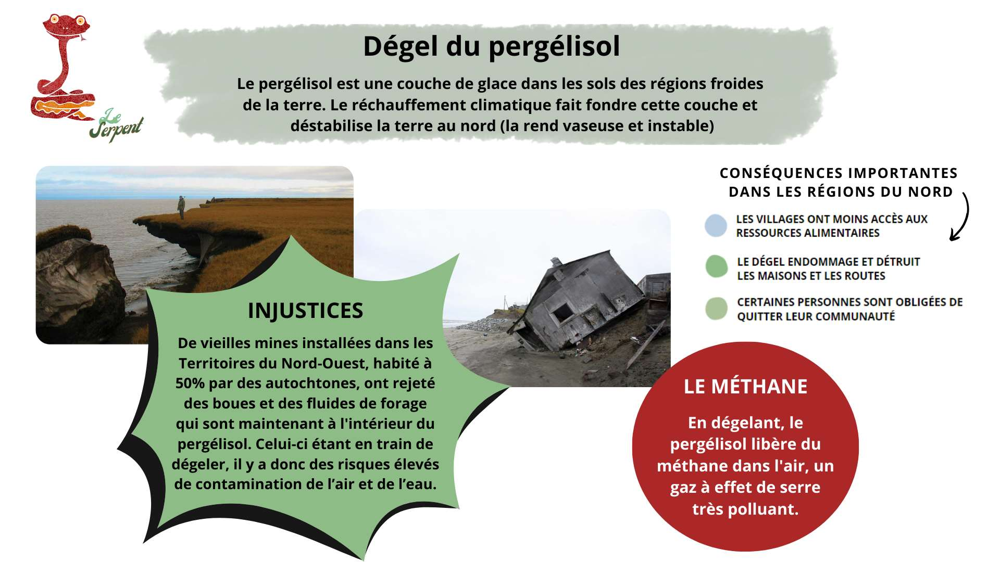 Le
Serpent
Dégel du pergélisol
Le pergélisol est une couche de glace dans les sols des régions froides
de la terre. Le réchauffement climatique fait fondre cette couche et
déstabilise la terre au nord (la rend vaseuse et instable)
CONSÉQUENCES IMPORTANTES
DANS LES RÉGIONS DU NORD
LES VILLAGES ONT MOINS ACCÈS AUX
RESSOURCES ALIMENTAIRES
LE DÉGEL ENDOMMAGE ET DÉTRUIT
LES MAISONS ET LES ROUTES
CERTAINES PERSONNES SONT OBLIGÉES DE
QUITTER LEUR COMMUNAUTÉ
INJUSTICES
De vieilles mines installées dans les
Territoires du Nord-Ouest, habité à
50% par des autochtones, ont rejeté
des boues et des fluides de forage
qui sont maintenant à l'intérieur du
pergélisol. Celui-ci étant en train de
dégeler, il y a donc des risques élevés
de contamination de l’air et de l’eau.
LE MÉTHANE
En dégelant, le
pergélisol libère du
méthane dans l'air, un
gaz à effet de serre
très polluant.